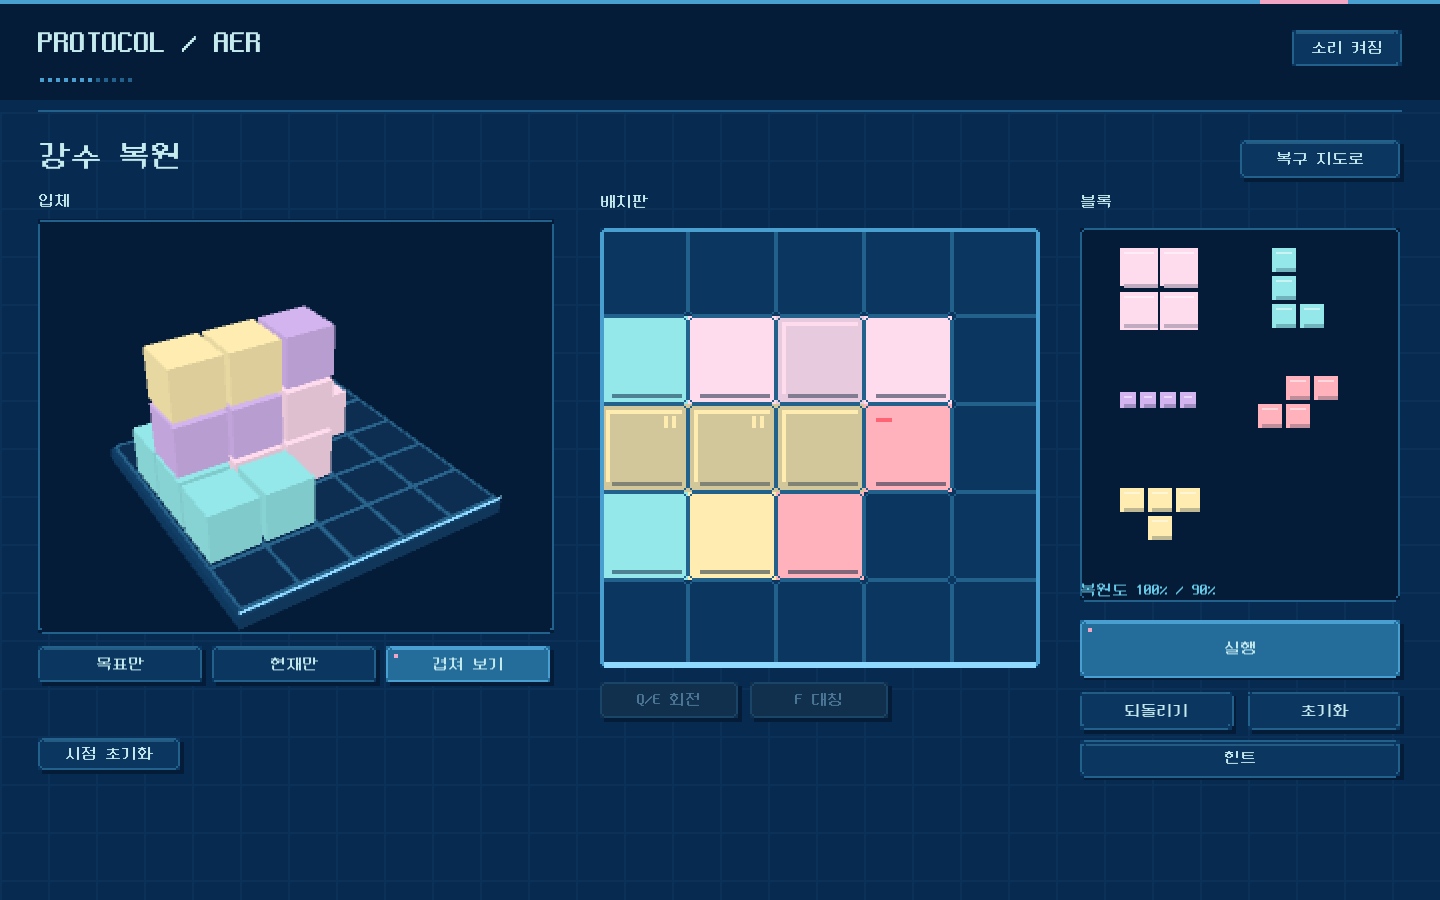 PROTOCOL / AER
소리 켜짐
강수 복원
복구 지도로
입체
배치판
블록
복원도 100% / 90%
목표만
현재만
겹쳐 보기
실행
Q/E 회전
F 대칭
되돌리기
초기화
시점 초기화
힌트